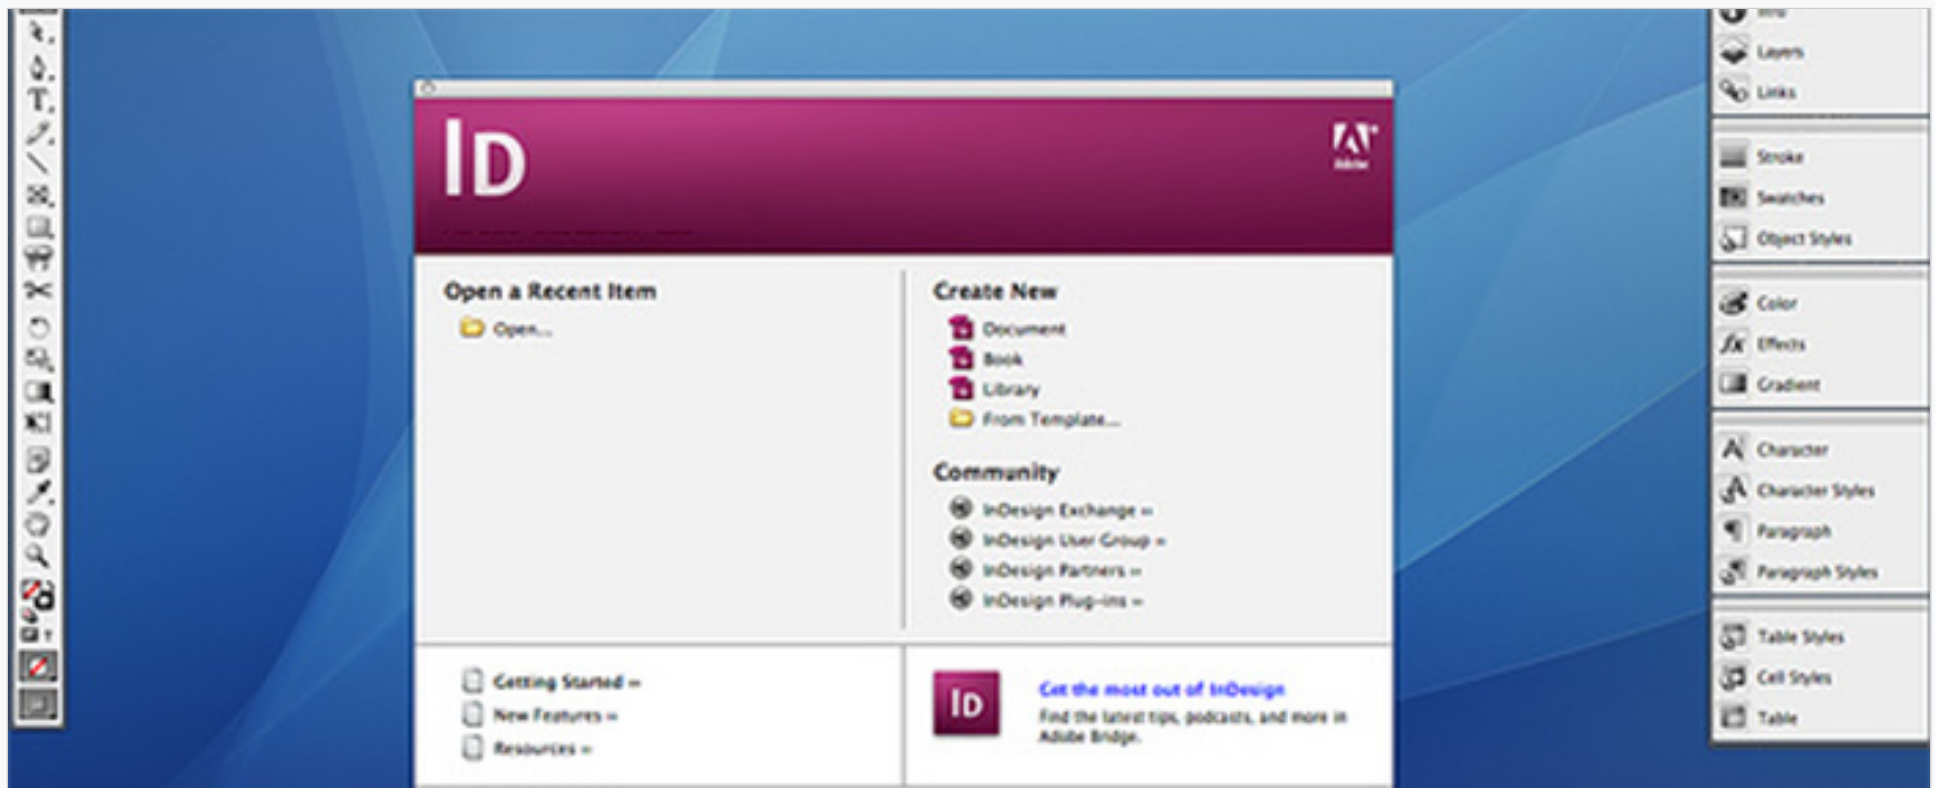 ID
Adobe
Open a Recent Item
Open...
Create New
Document
Book
Library
From Template...
Community
InDesign Exchange »
InDesign User Group »
InDesign Partners »
InDesign Plug-ins »
Getting Started »
New Features »
Resources »
ID
Get the most out of InDesign
Find the latest tips, podcasts, and more in
Adobe Bridge.
Info
Layers
Links
Stroke
Swatches
Object Styles
Color
fx Effects
Gradient
A Character
A Character Styles
¶ Paragraph
¶ Paragraph Styles
Table Styles
Cell Styles
Table